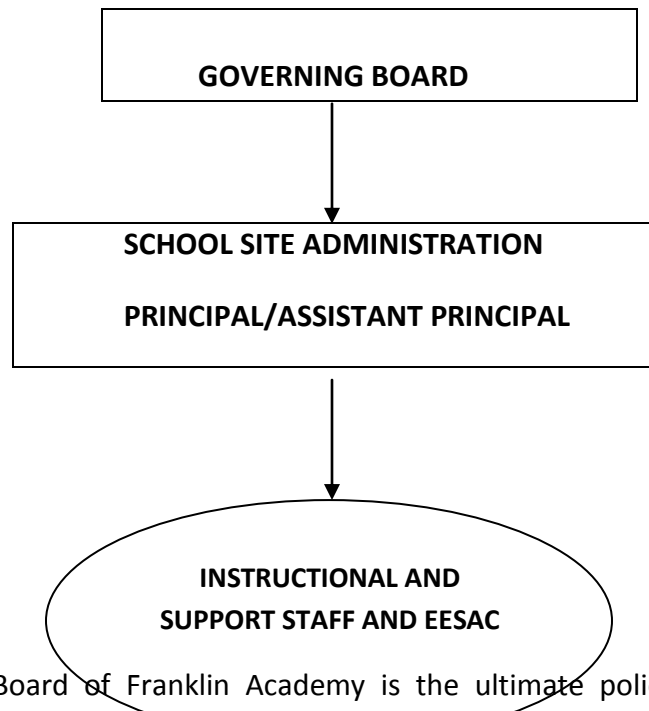 GOVERNING BOARD
SCHOOL SITE ADMINISTRATION
PRINCIPAL/ASSISTANT PRINCIPAL
INSTRUCTIONAL AND
SUPPORT STAFF AND EESAC
Board of Franklin Academy is the ultimate